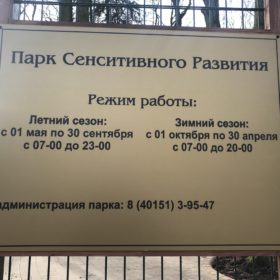 Парк Сенситивного Развития
Режим работы:
Летний сезон:
с 01 мая по 30 сентября
с 07-00 до 23-00
Зимний сезон:
с 01 октября по 30 апреля
с 07-00 до 20-00
администрация парка: 8 (40151) 3-95-47